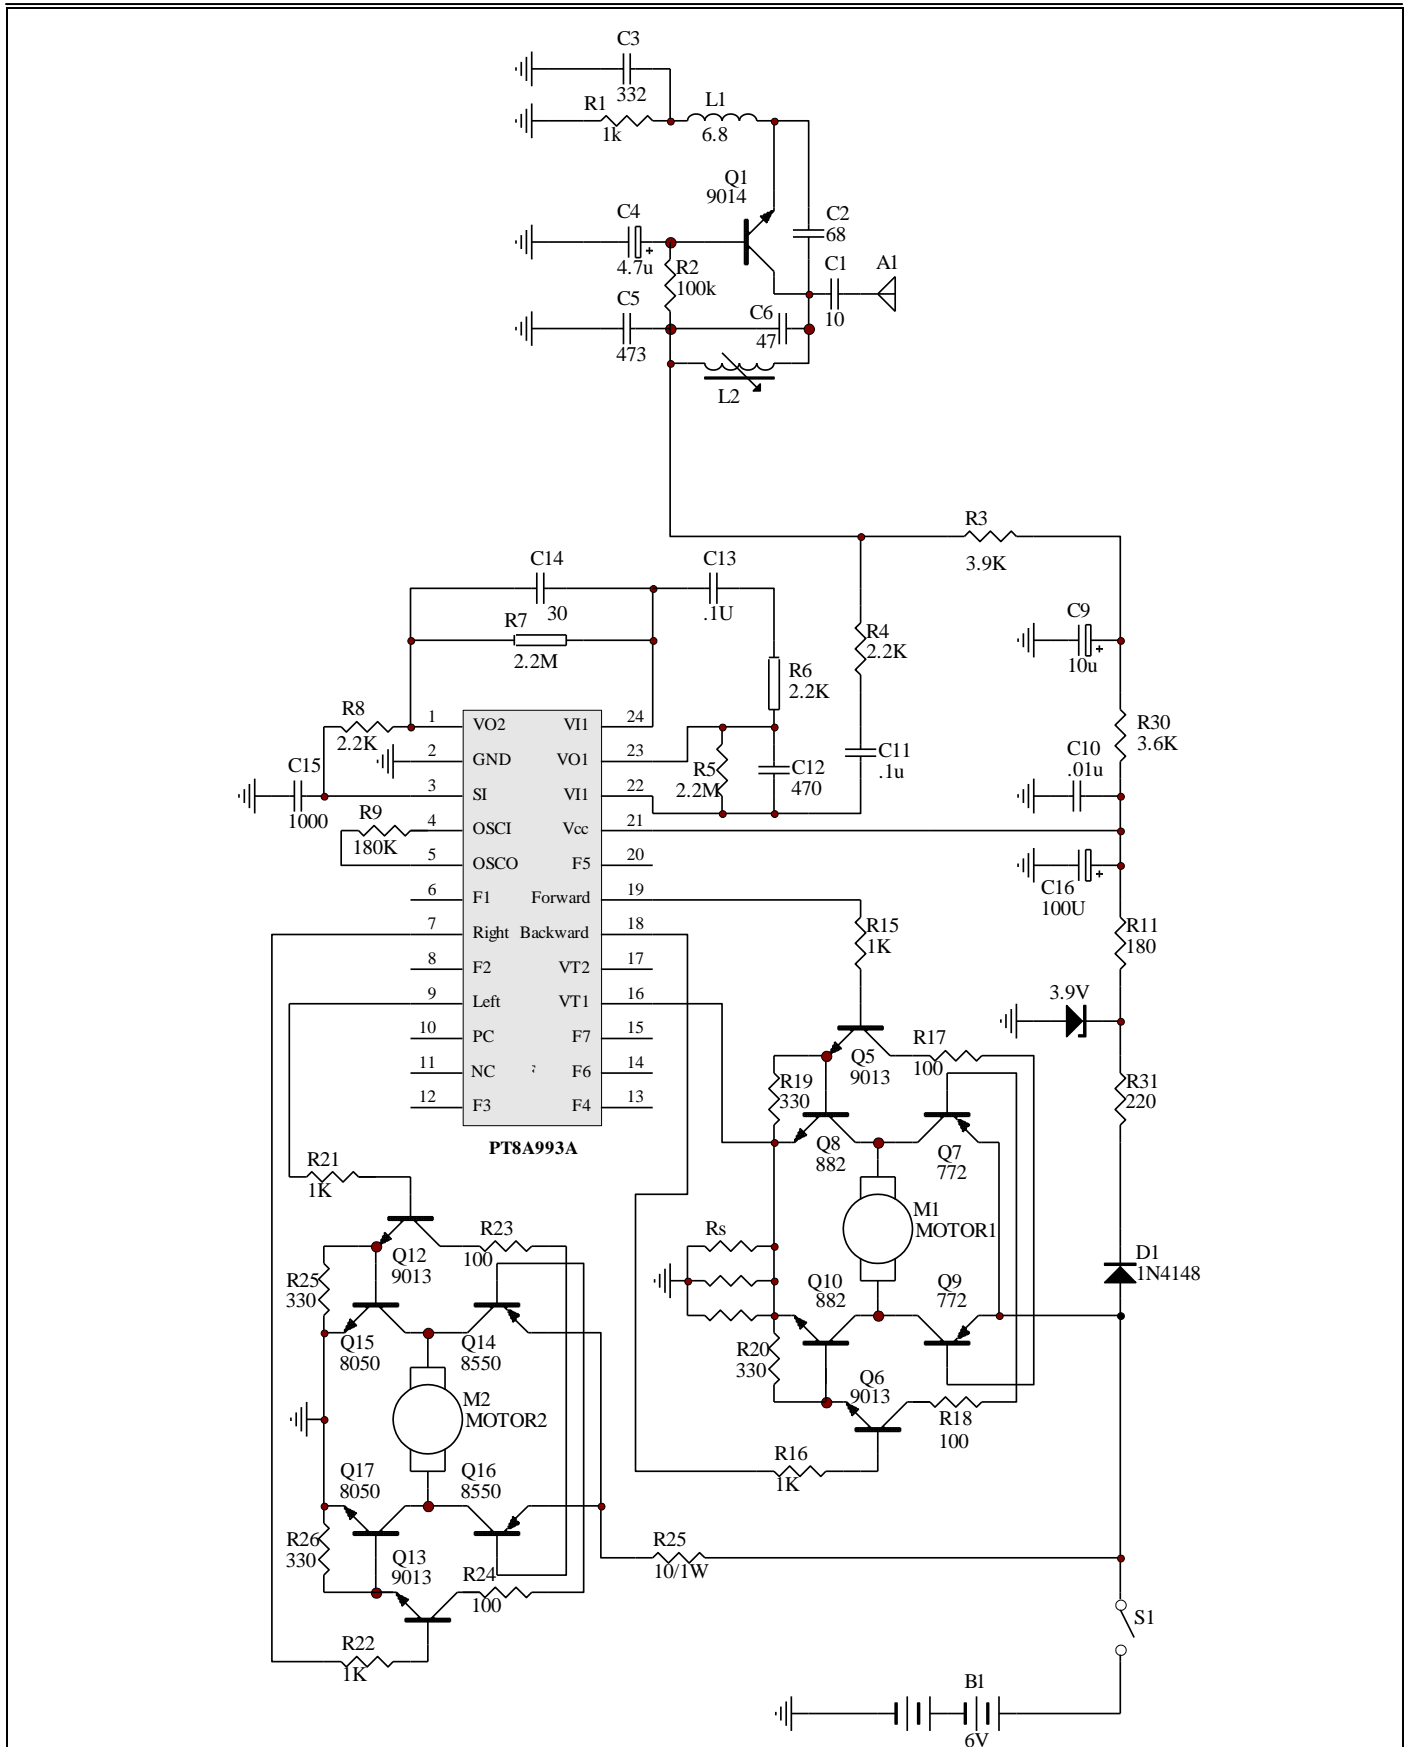 C3
332
R1
1k
L1
6.8
Q1
9014
C4
4.7u
+
R2
100k
C2
68
C1
10
A1
C5
473
C6
47
L2
R3
3.9K
C14
30
C13
.1U
R7
2.2M
R4
2.2K
C9
10u
+
R6
2.2K
R8
2.2K
C15
1000
R9
180K
R5
2.2M
C12
470
C11
.1u
R30
3.6K
C10
.01u
C16
100U
+
1 VO2 VI1 24
2 GND VO1 23
3 SI VI1 22
4 OSCI Vcc 21
5 OSCO F5 20
6 F1 Forward 19
7 Right Backward 18
8 F2 VT2 17
9 Left VT1 16
10 PC F7 15
11 NC F6 14
12 F3 F4 13
PT8A993A
R15
1K
R11
180
3.9V
Q5
9013
R17
100
R19
330
R31
220
Q8
882
Q7
772
M1
MOTOR1
Rs
Q10
882
Q9
772
D1
1N4148
R20
330
Q6
9013
R18
100
R16
1K
R21
1K
Q12
9013
R23
100
R25
330
Q15
8050
Q14
8550
M2
MOTOR2
Q17
8050
Q16
8550
R26
330
Q13
9013
R24
100
R22
1K
R25
10/1W
S1
B1
6V